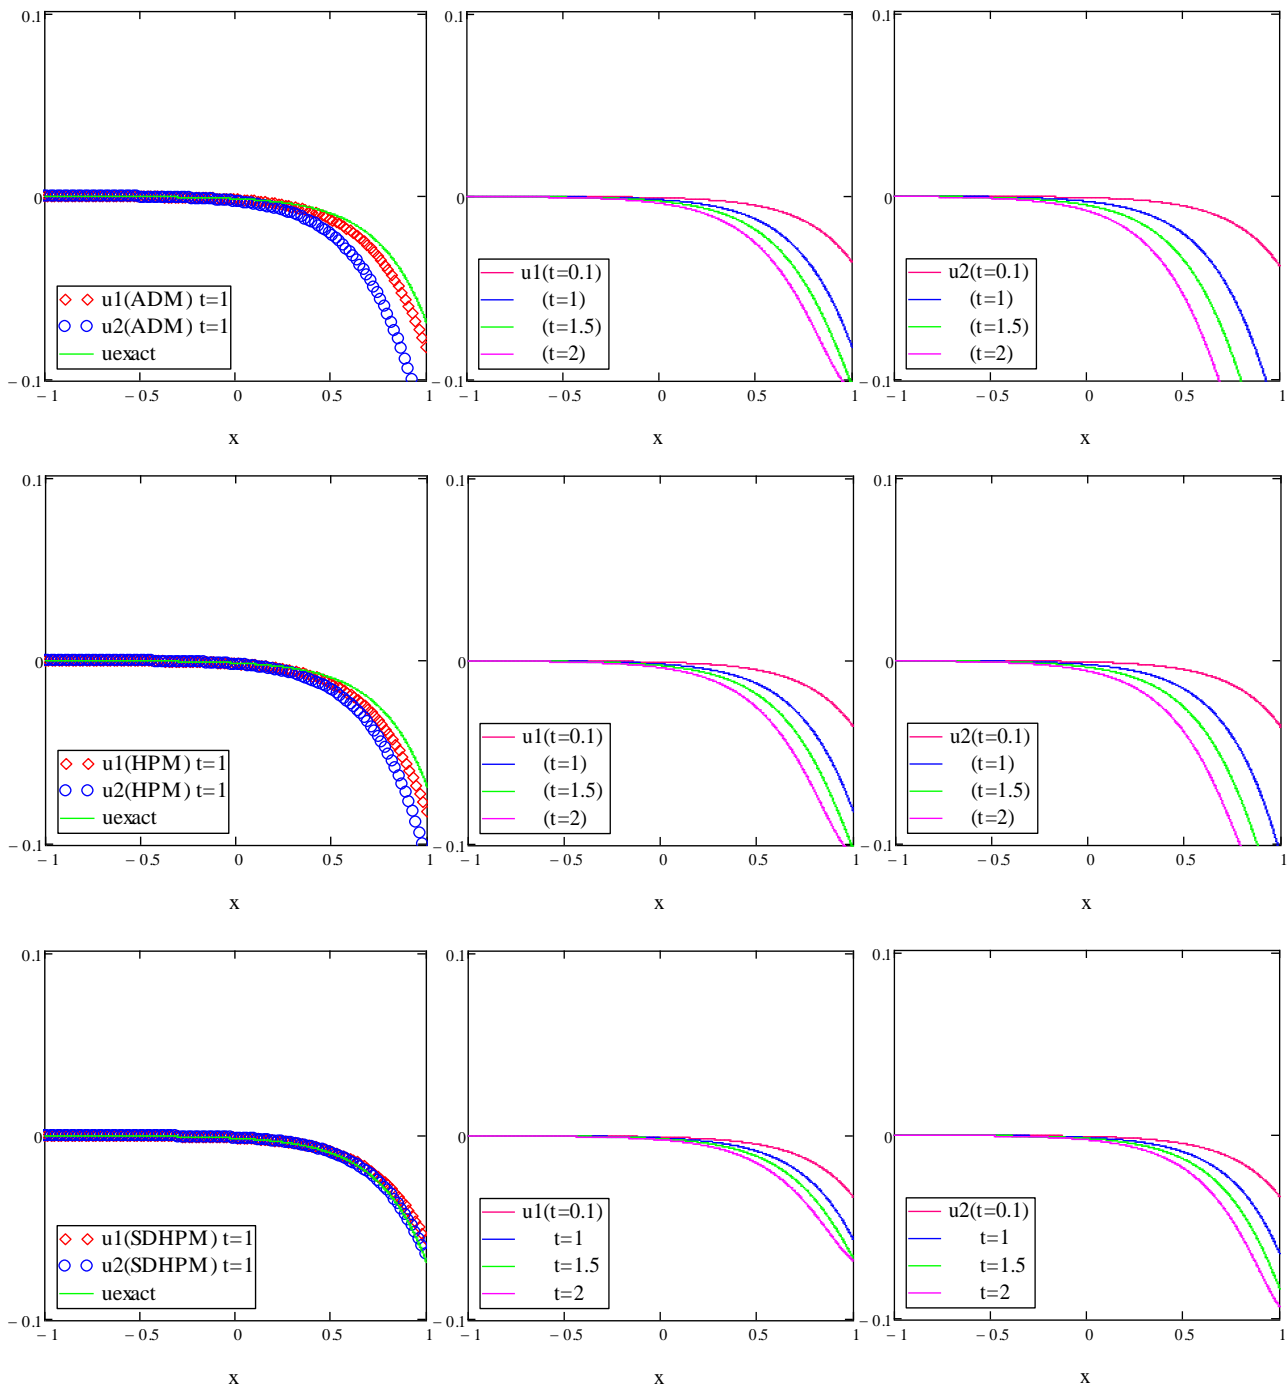 0.1
0
− 0.1
− 1
− 0.5
0
0.5
1
x
u1(ADM) t=1
u2(ADM) t=1
uexact
0.1
0
− 0.1
− 1
− 0.5
0
0.5
1
x
u1(t=0.1)
(t=1)
(t=1.5)
(t=2)
0.1
0
− 0.1
− 1
− 0.5
0
0.5
1
x
u2(t=0.1)
(t=1)
(t=1.5)
(t=2)
0.1
0
− 0.1
− 1
− 0.5
0
0.5
1
x
u1(HPM) t=1
u2(HPM) t=1
uexact
0.1
0
− 0.1
− 1
− 0.5
0
0.5
1
x
u1(t=0.1)
(t=1)
(t=1.5)
(t=2)
0.1
0
− 0.1
− 1
− 0.5
0
0.5
1
x
u2(t=0.1)
(t=1)
(t=1.5)
(t=2)
0.1
0
− 0.1
− 1
− 0.5
0
0.5
1
x
u1(SDHPM) t=1
u2(SDHPM) t=1
uexact
0.1
0
− 0.1
− 1
− 0.5
0
0.5
1
x
u1(t=0.1)
t=1
t=1.5
t=2
0.1
0
− 0.1
− 1
− 0.5
0
0.5
1
x
u2(t=0.1)
t=1
t=1.5
t=2